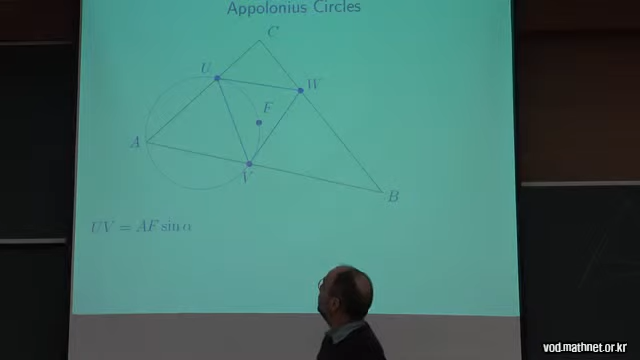 Appolonius Circles
C
U
W
F
A
V
B
UV = AF sin α
vod.mathnet.or.kr